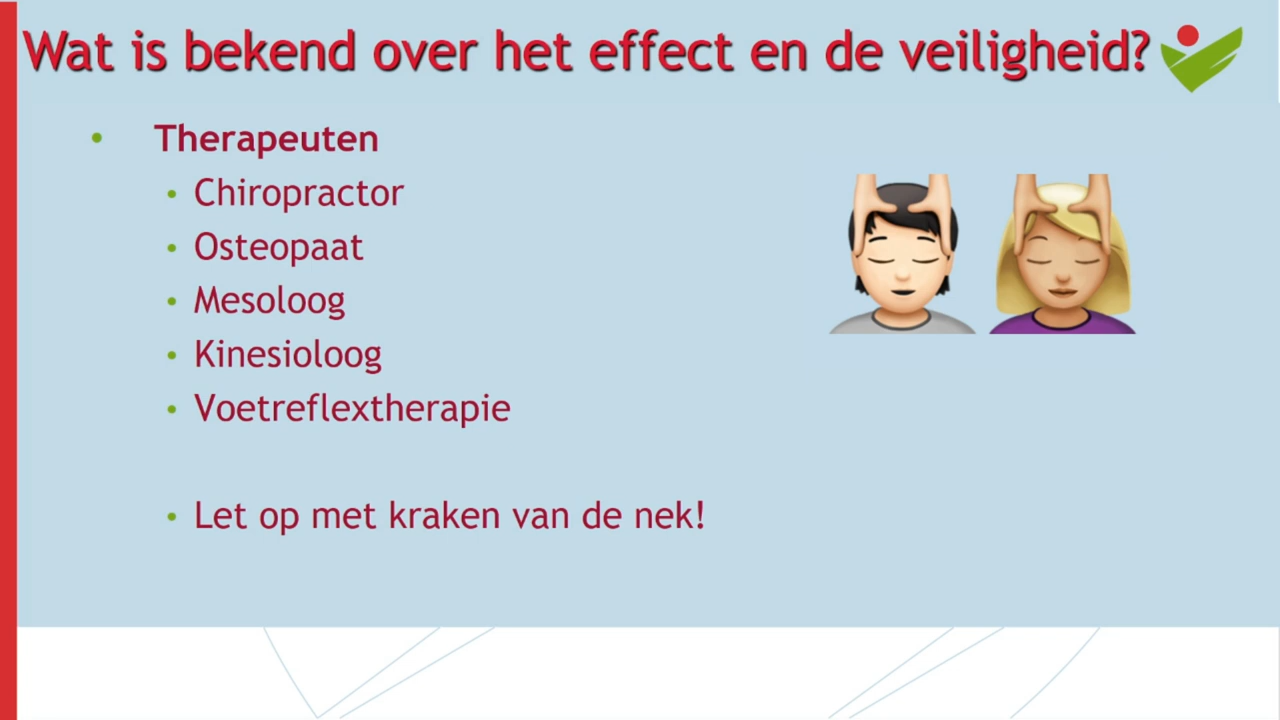 Wat is bekend over het effect en de veiligheid?
• Therapeuten
• Chiropractor
• Osteopaat
• Mesoloog
• Kinesioloog
• Voetreflextherapie
• Let op met kraken van de nek!